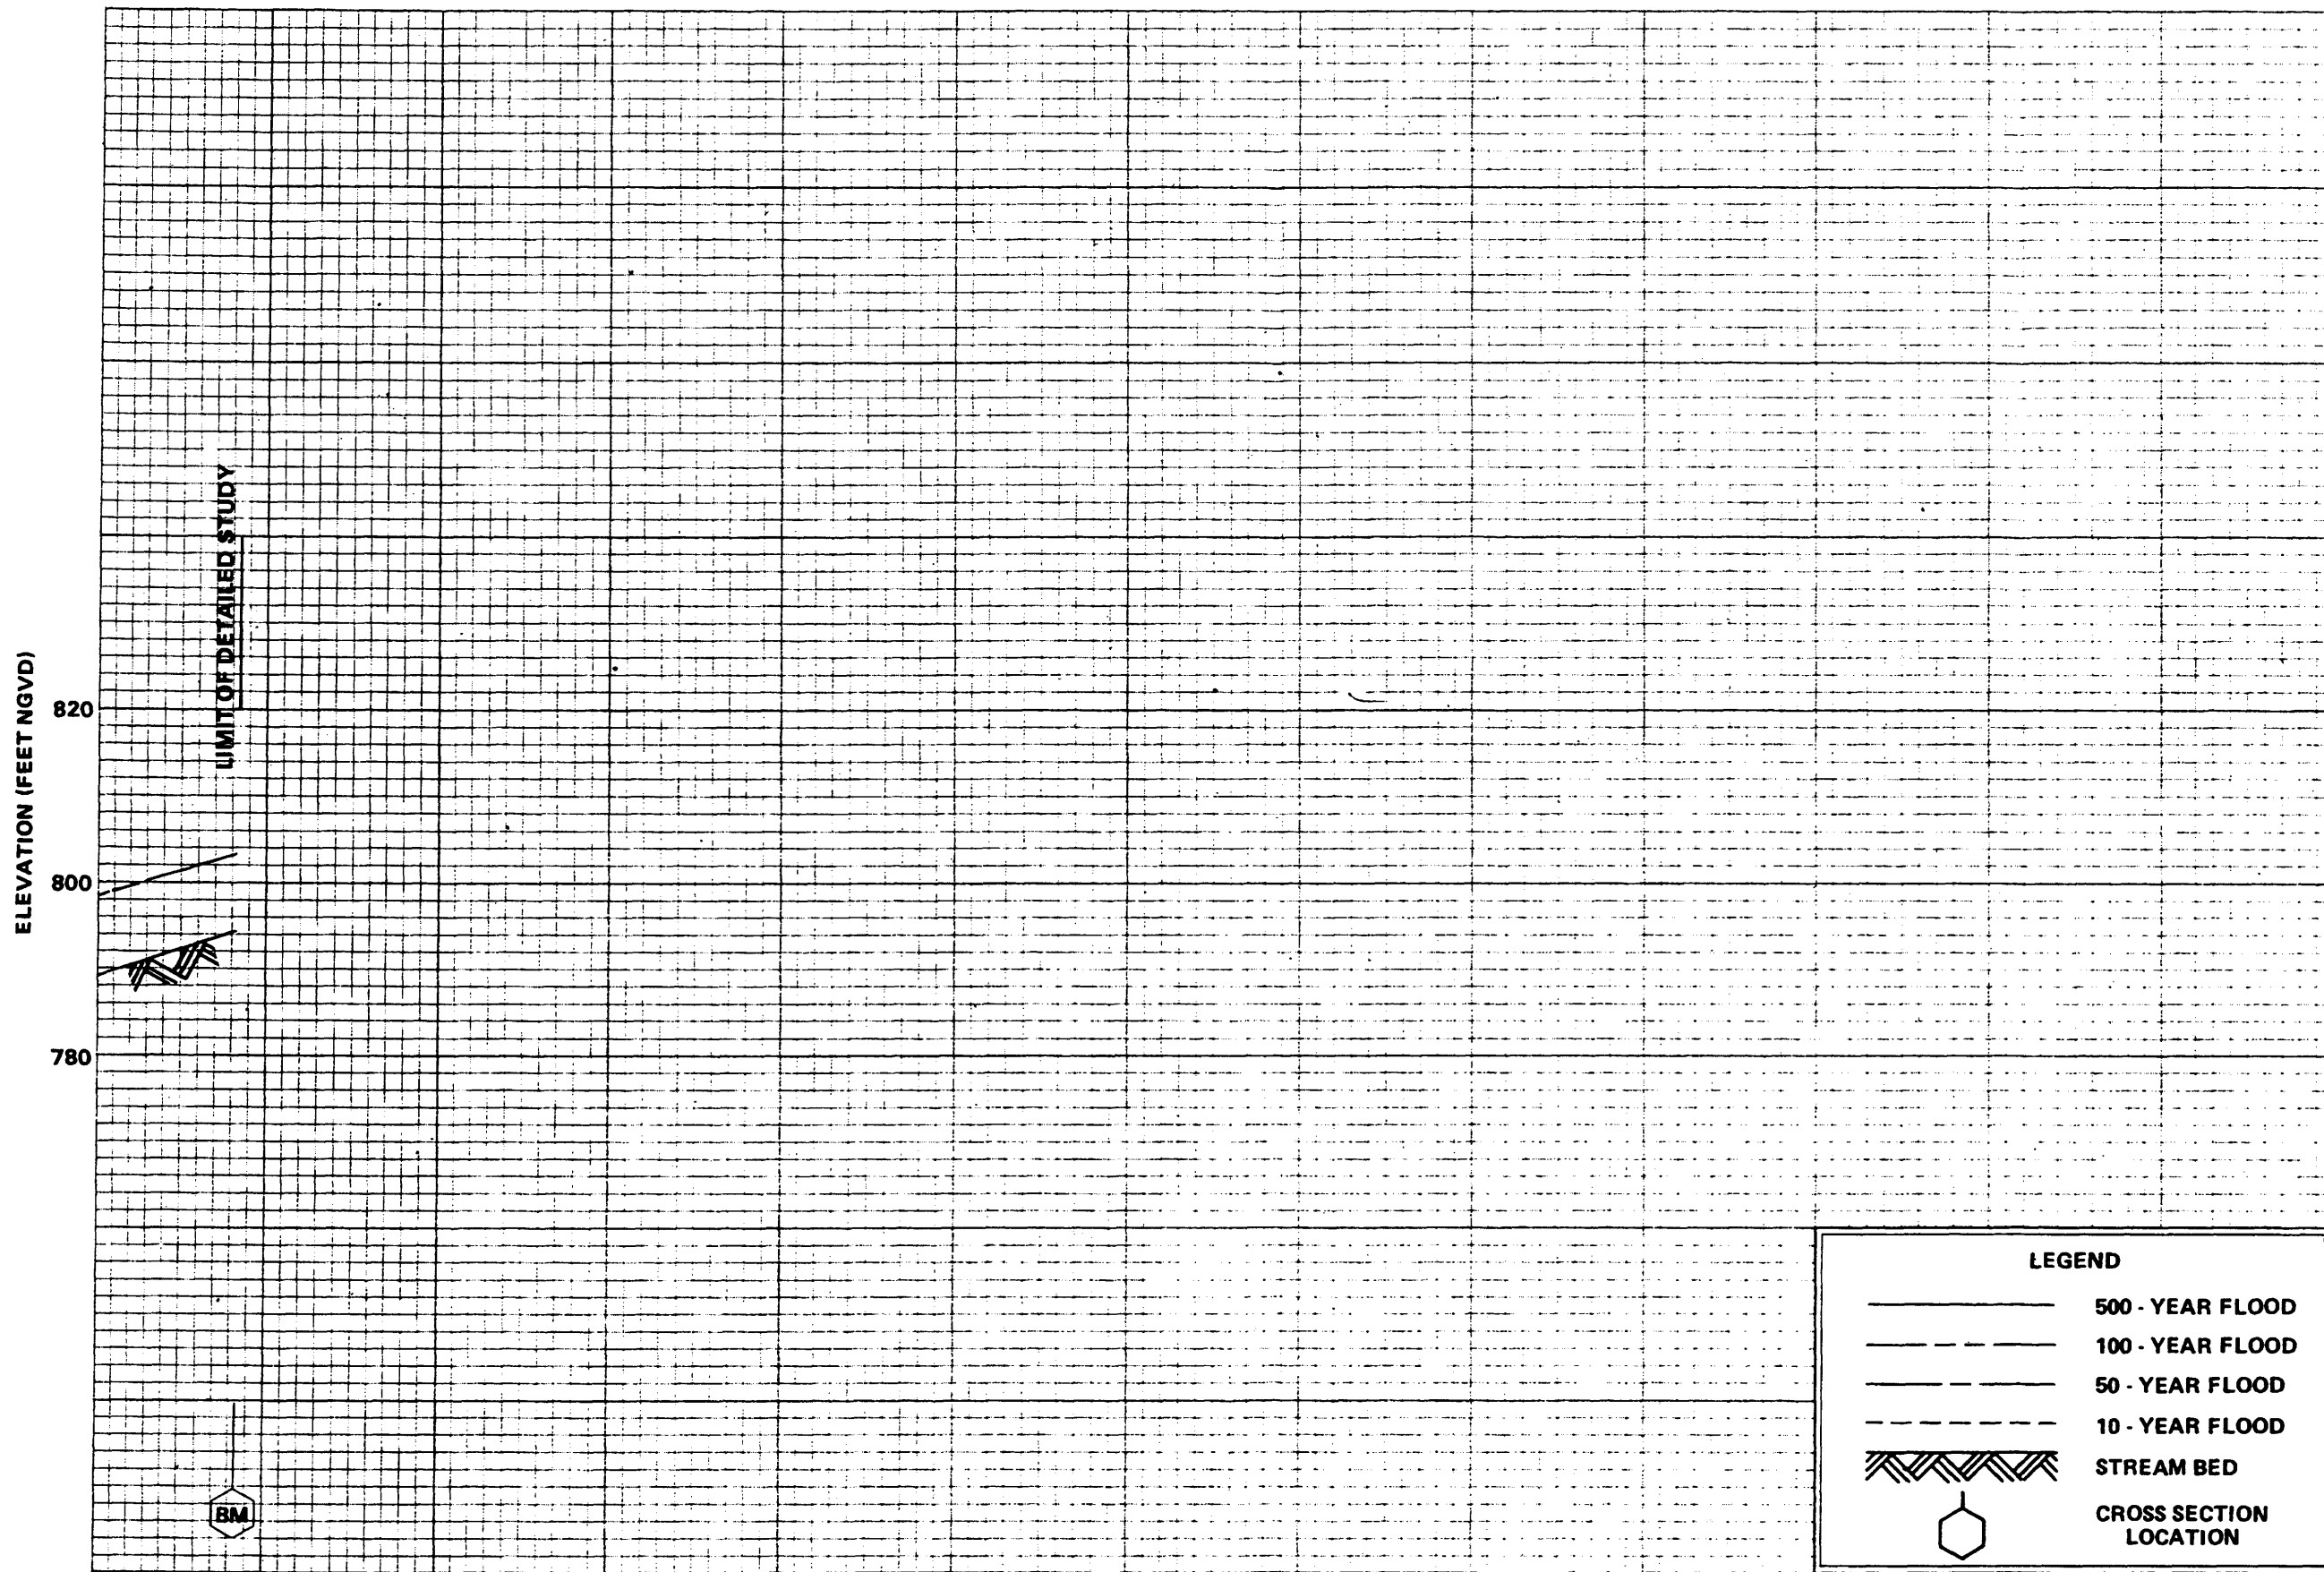 LIMIT OF DETAILED STUDY
ELEVATION (FEET NGVD)
820
800
780
BM
LEGEND
500 - YEAR FLOOD
100 - YEAR FLOOD
50 - YEAR FLOOD
10 - YEAR FLOOD
STREAM BED
CROSS SECTION
LOCATION